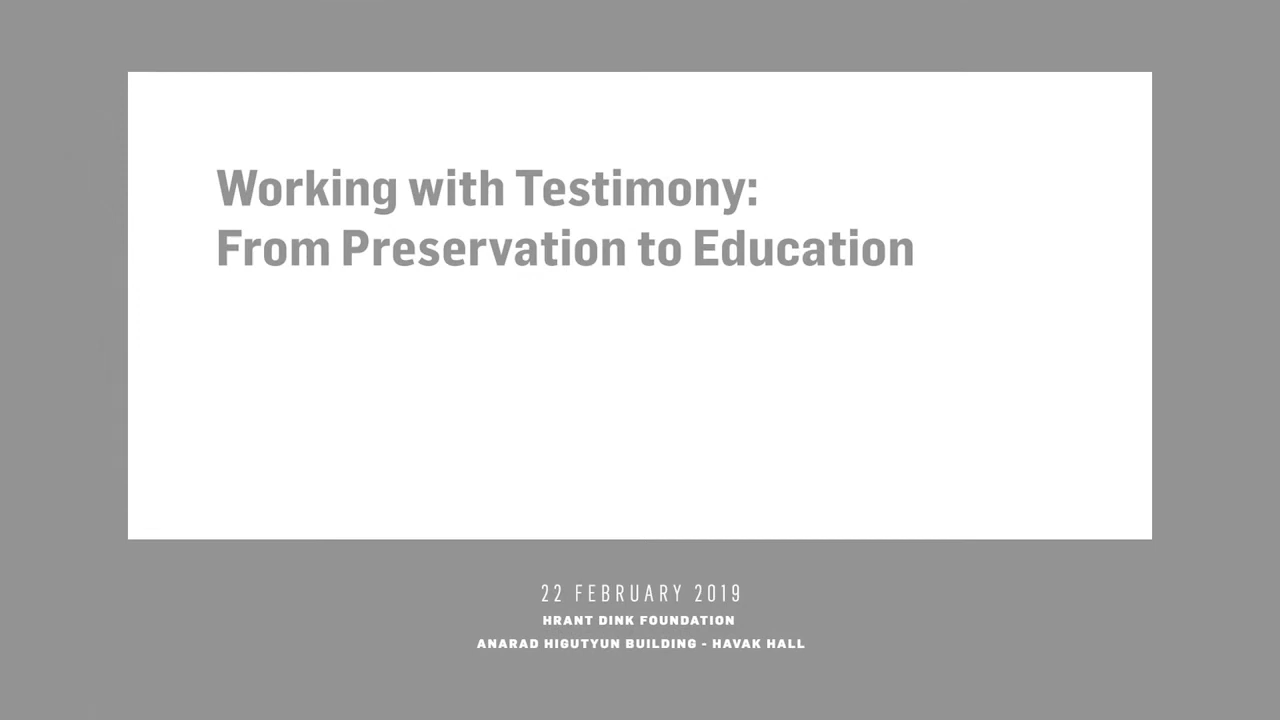 Working with Testimony:
From Preservation to Education
22 FEBRUARY 2019
HRANT DINK FOUNDATION
ANARAD HIGUTYUN BUILDING - HAVAK HALL